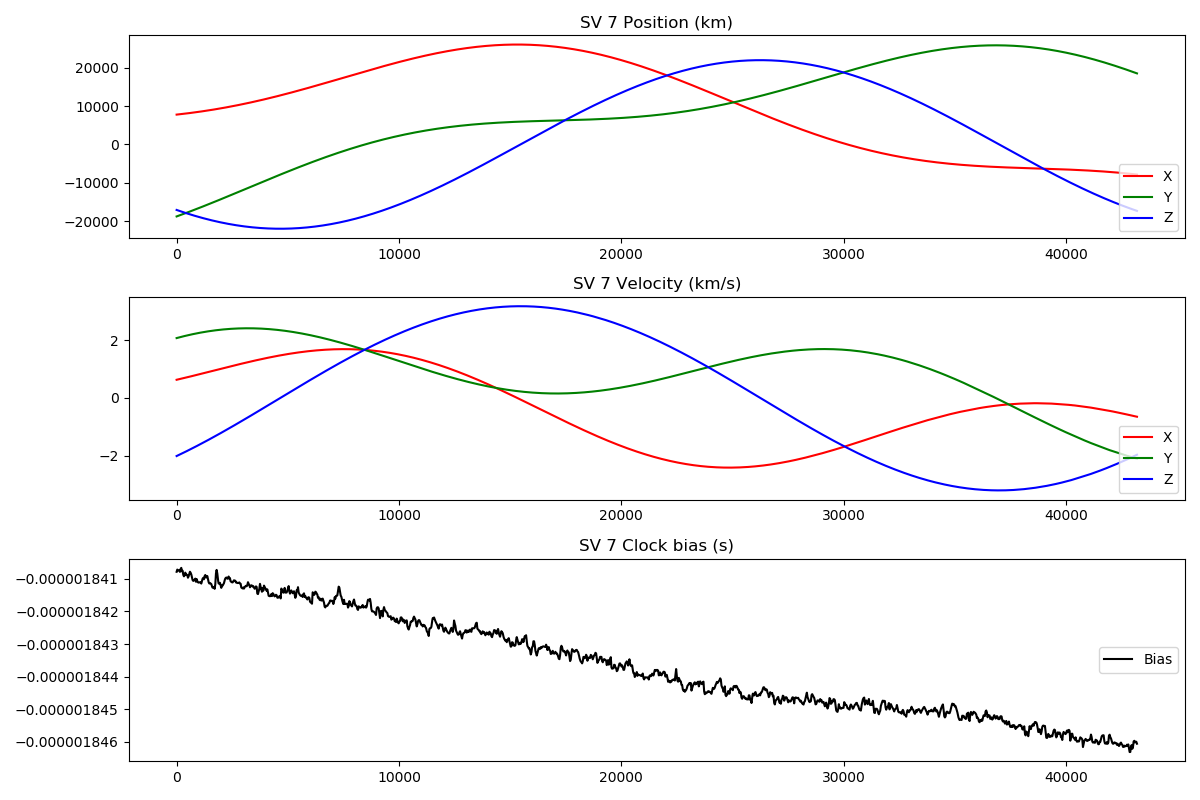 SV 7 Position (km)
20000
10000
0
−10000
−20000
X
Y
Z
0 10000 20000 30000 40000
SV 7 Velocity (km/s)
2
0
−2
X
Y
Z
0 10000 20000 30000 40000
SV 7 Clock bias (s)
−0.000001841
−0.000001842
−0.000001843
−0.000001844
−0.000001845
−0.000001846
Bias
0 10000 20000 30000 40000